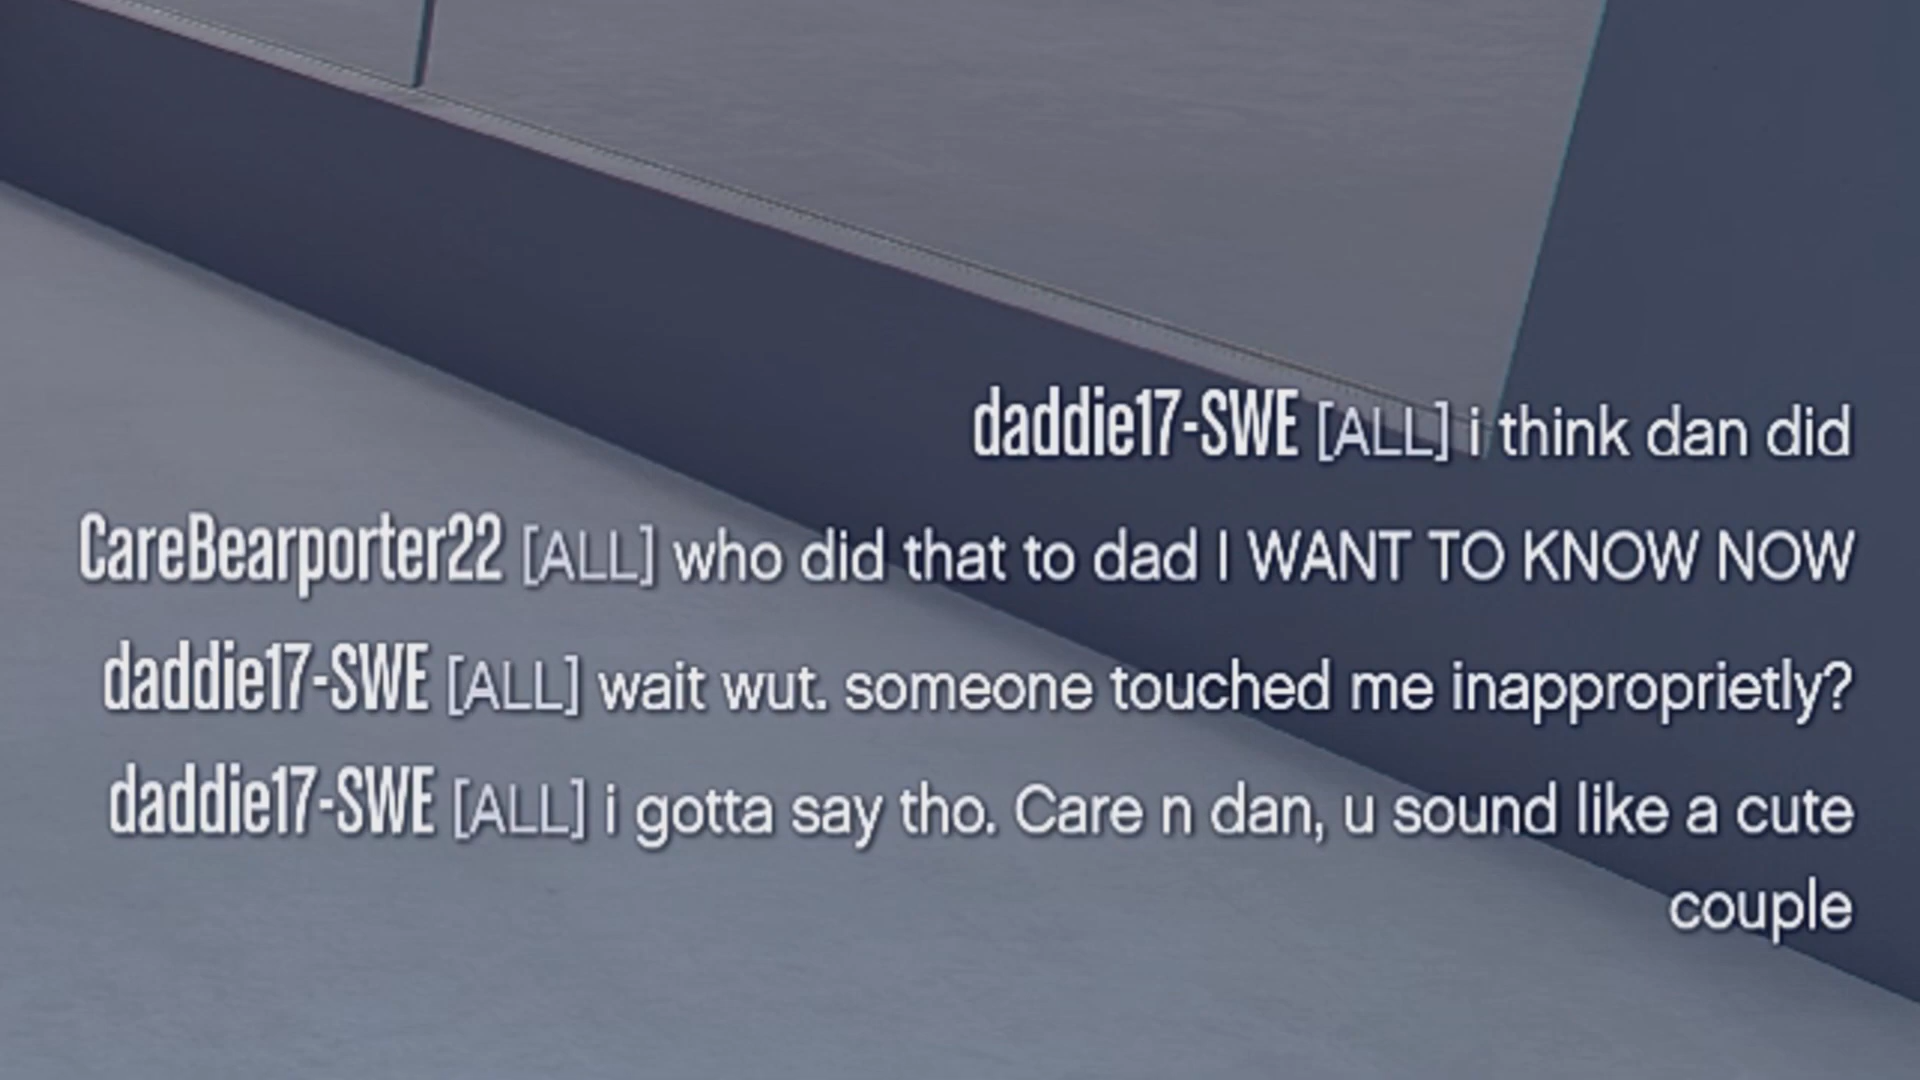 daddie17-SWE [ALL] i think dan did
CareBearporter22 [ALL] who did that to dad I WANT TO KNOW NOW
daddie17-SWE [ALL] wait wut. someone touched me inapproprietly?
daddie17-SWE [ALL] i gotta say tho. Care n dan, u sound like a cute
couple